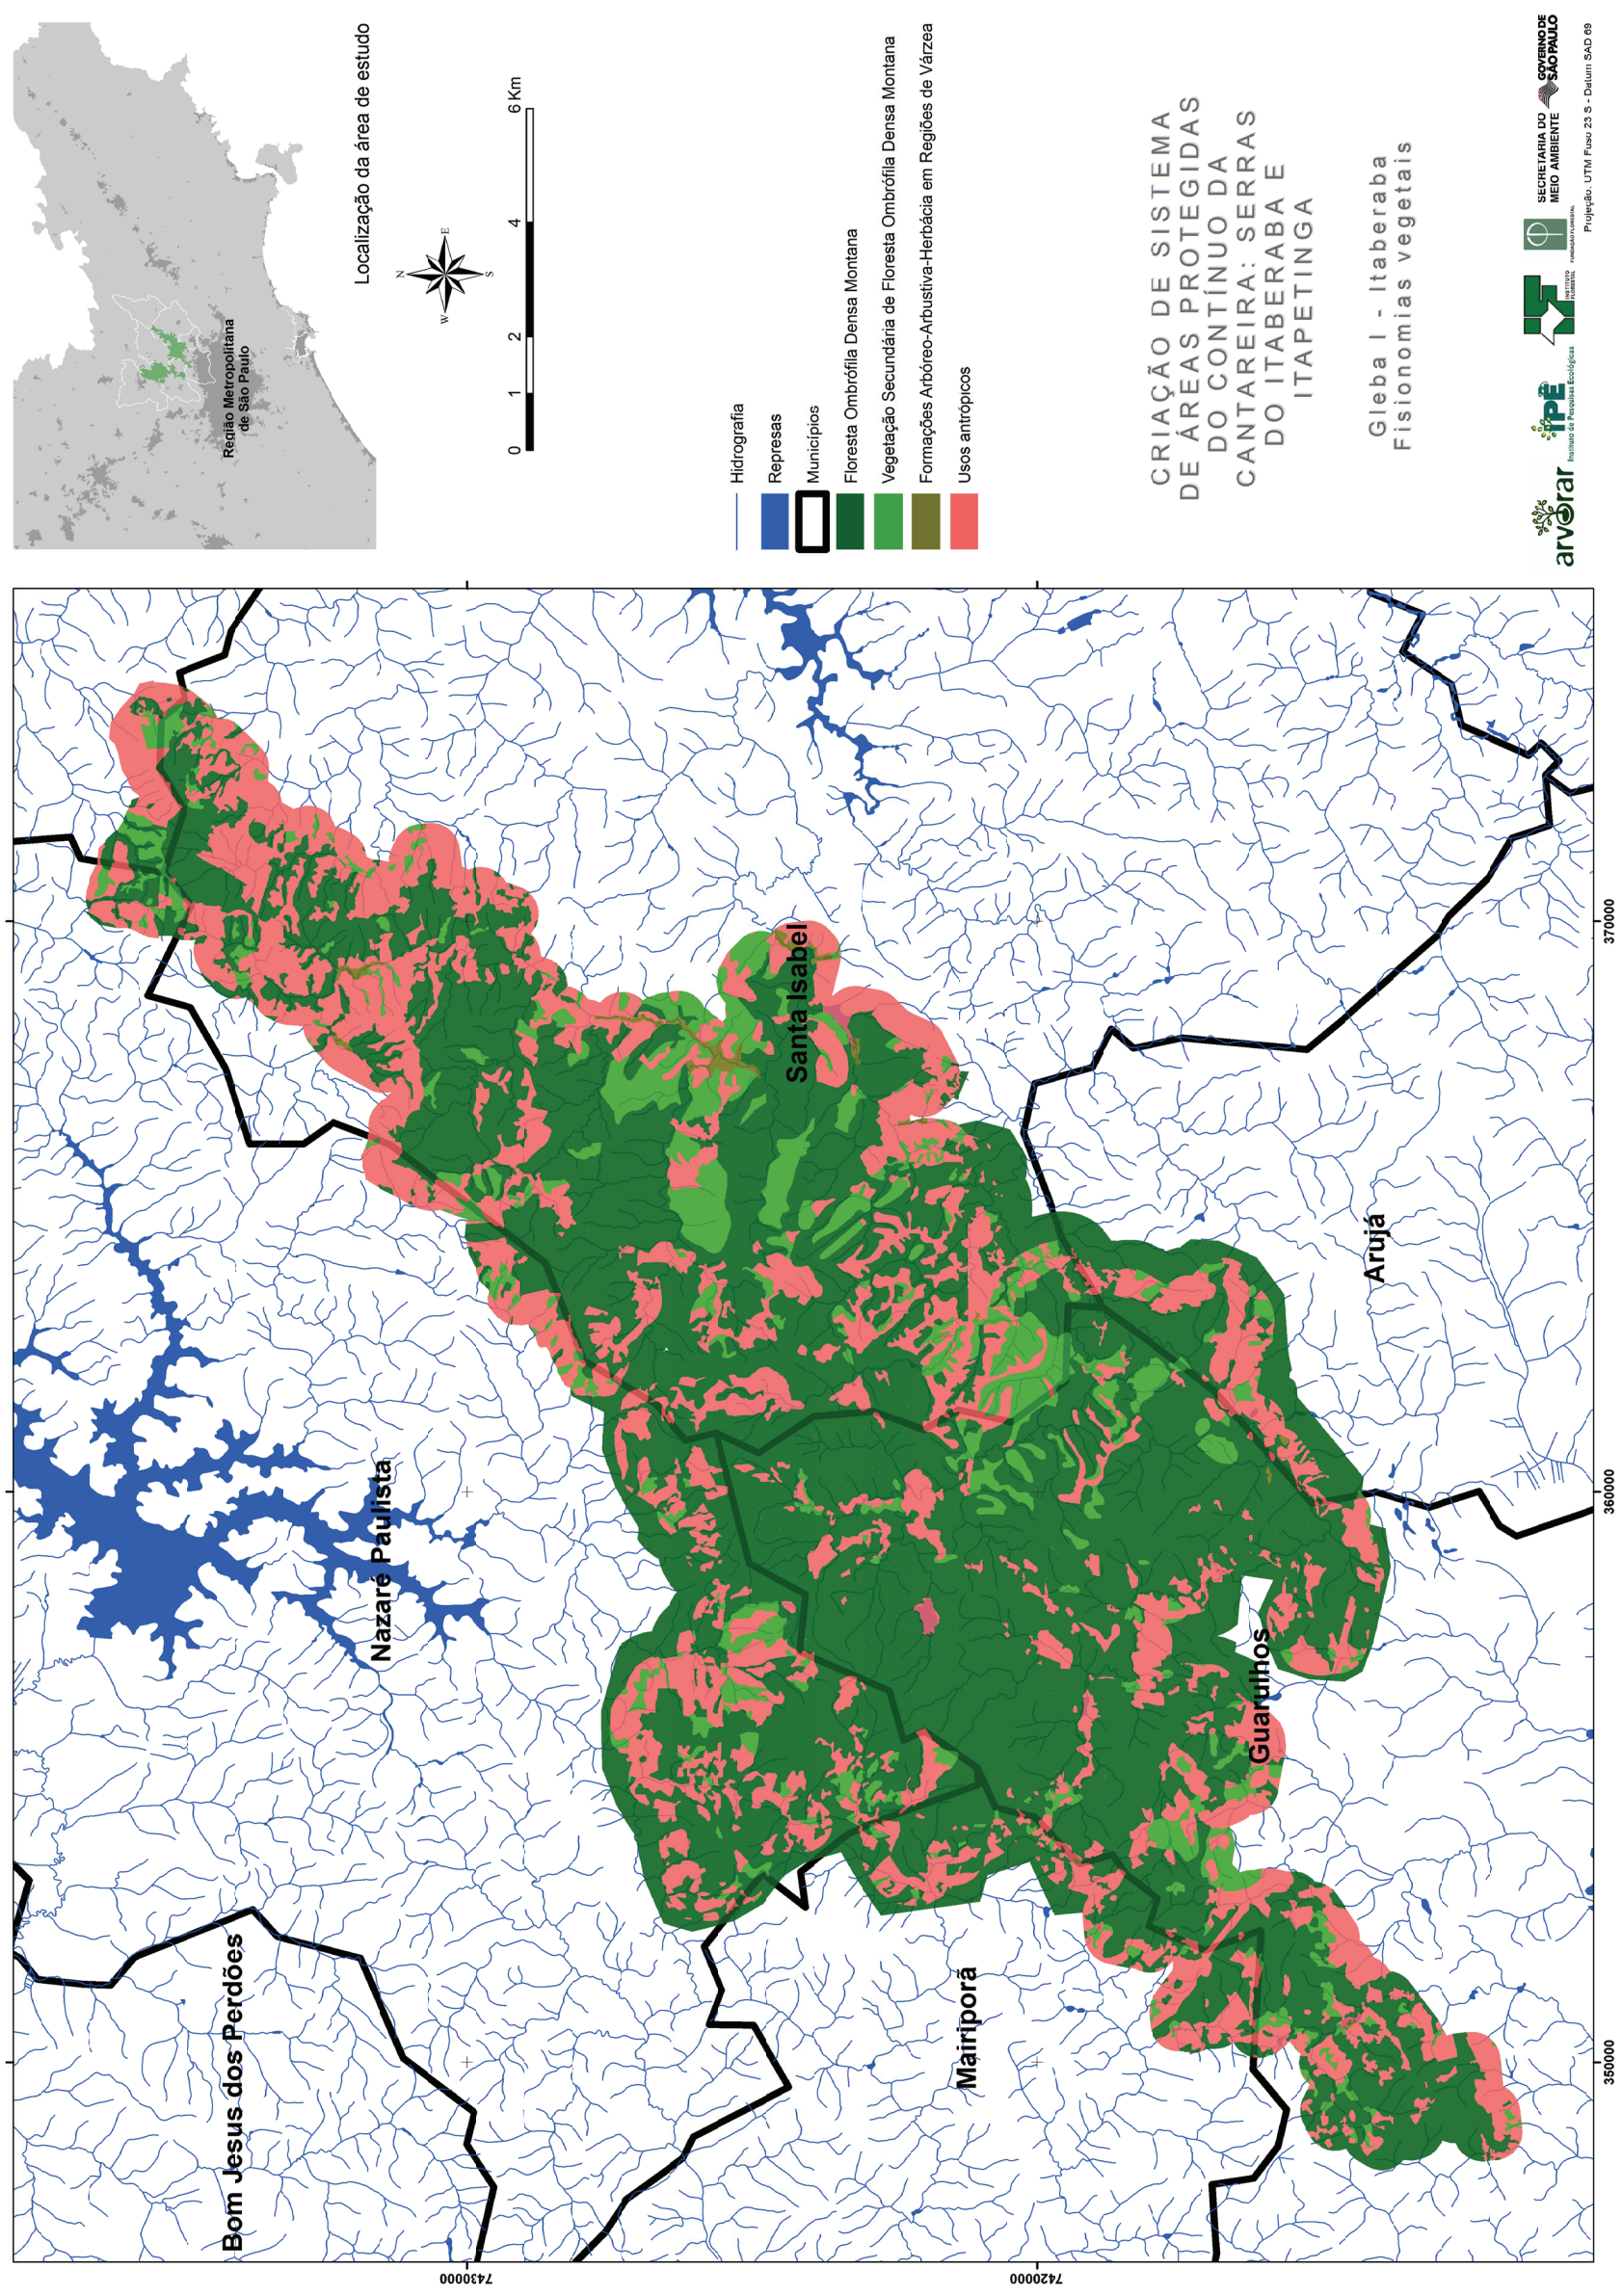 Região Metropolitana
de São Paulo
Localização da área de estudo
N
W
E
S
0
1
2
4
6 Km
Hidrografia
Represas
Municípios
Floresta Ombrófila Densa Montana
Vegetação Secundária de Floresta Ombrófila Densa Montana
Formações Arbóreo-Arbustiva-Herbácia em Regiões de Várzea
Usos antrópicos
CRIAÇÃO DE SISTEMA
DE ÁREAS PROTEGIDAS
DO CONTÍNUO DA
CANTAREIRA: SERRAS
DO ITABERABA E
ITAPETINGA
Gleba I - Itaberaba
Fisionomias vegetais
arvorar
IPÊ
Instituto de Pesquisas Ecológicas
INSTITUTO
FLORESTAL
FUNDAÇÃO FLORESTAL
SECRETARIA DO
MEIO AMBIENTE
GOVERNO DE
SÃO PAULO
Projeção: UTM Fuso 23 S - Datum SAD 69
Bom Jesus dos Perdões
Nazaré Paulista
Santa Isabel
Mairiporã
Guarulhos
Arujá
7430000
7420000
350000
360000
370000